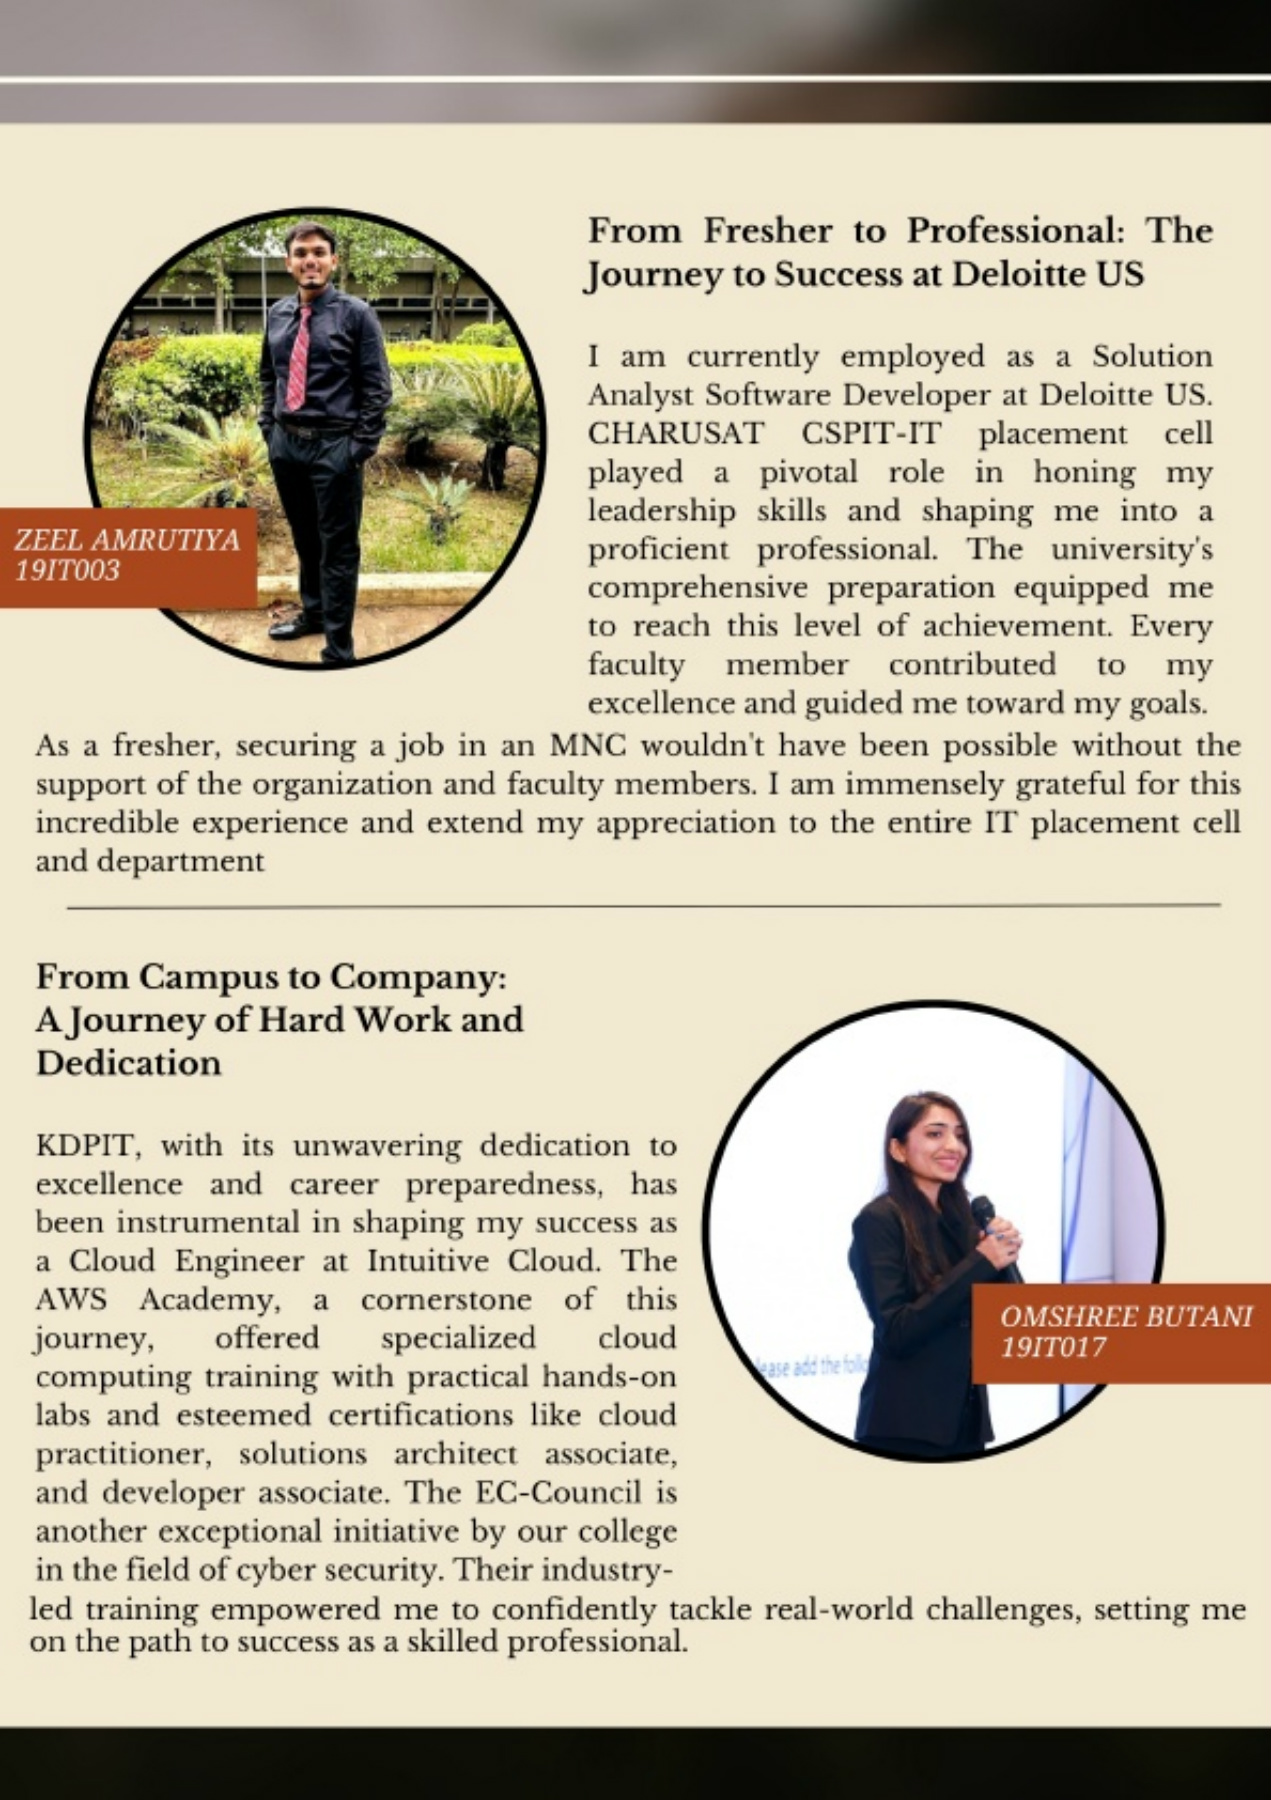 From Fresher to Professional: The
Journey to Success at Deloitte US
I am currently employed as a Solution
Analyst Software Developer at Deloitte US.
CHARUSAT CSPIT-IT placement cell
played a pivotal role in honing my
leadership skills and shaping me into a
proficient professional. The university's
comprehensive preparation equipped me
to reach this level of achievement. Every
faculty member contributed to my
excellence and guided me toward my goals.
ZEEL AMRUTIYA
19IT003
As a fresher, securing a job in an MNC wouldn't have been possible without the
support of the organization and faculty members. I am immensely grateful for this
incredible experience and extend my appreciation to the entire IT placement cell
and department
From Campus to Company:
A Journey of Hard Work and
Dedication
KDPIT, with its unwavering dedication to
excellence and career preparedness, has
been instrumental in shaping my success as
a Cloud Engineer at Intuitive Cloud. The
AWS Academy, a cornerstone of this
journey, offered specialized cloud
computing training with practical hands-on
labs and esteemed certifications like cloud
practitioner, solutions architect associate,
and developer associate. The EC-Council is
another exceptional initiative by our college
in the field of cyber security. Their industry-
led training empowered me to confidently tackle real-world challenges, setting me
on the path to success as a skilled professional.
add the
OMSHREE BUTANI
19IT017